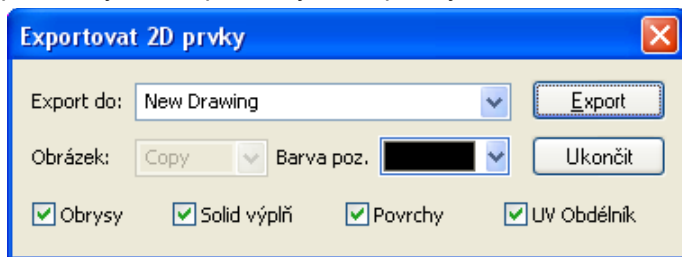 Exportovat 2D prvky
Export do: New Drawing Export
Obrázek: Copy Barva poz. Ukončit
Obrysy Solid výplň Povrchy UV Obdélník